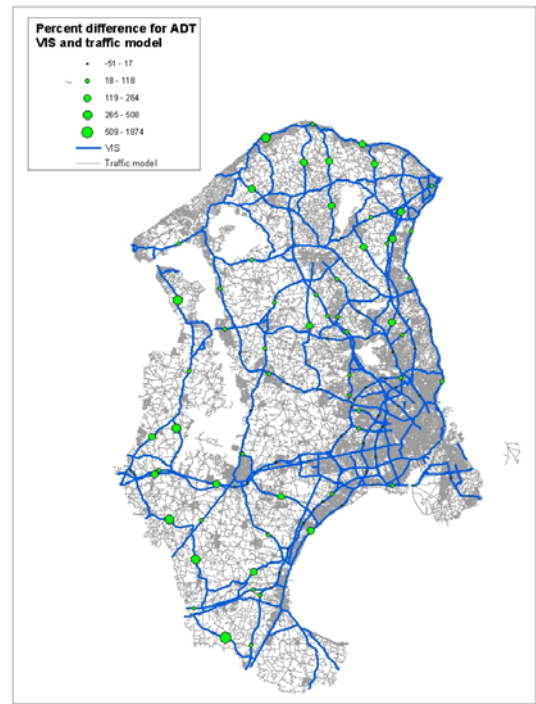 Percent difference for ADT
VIS and traffic model
-51 - 17
18 - 118
119 - 264
265 - 508
509 - 1874
VIS
Traffic model